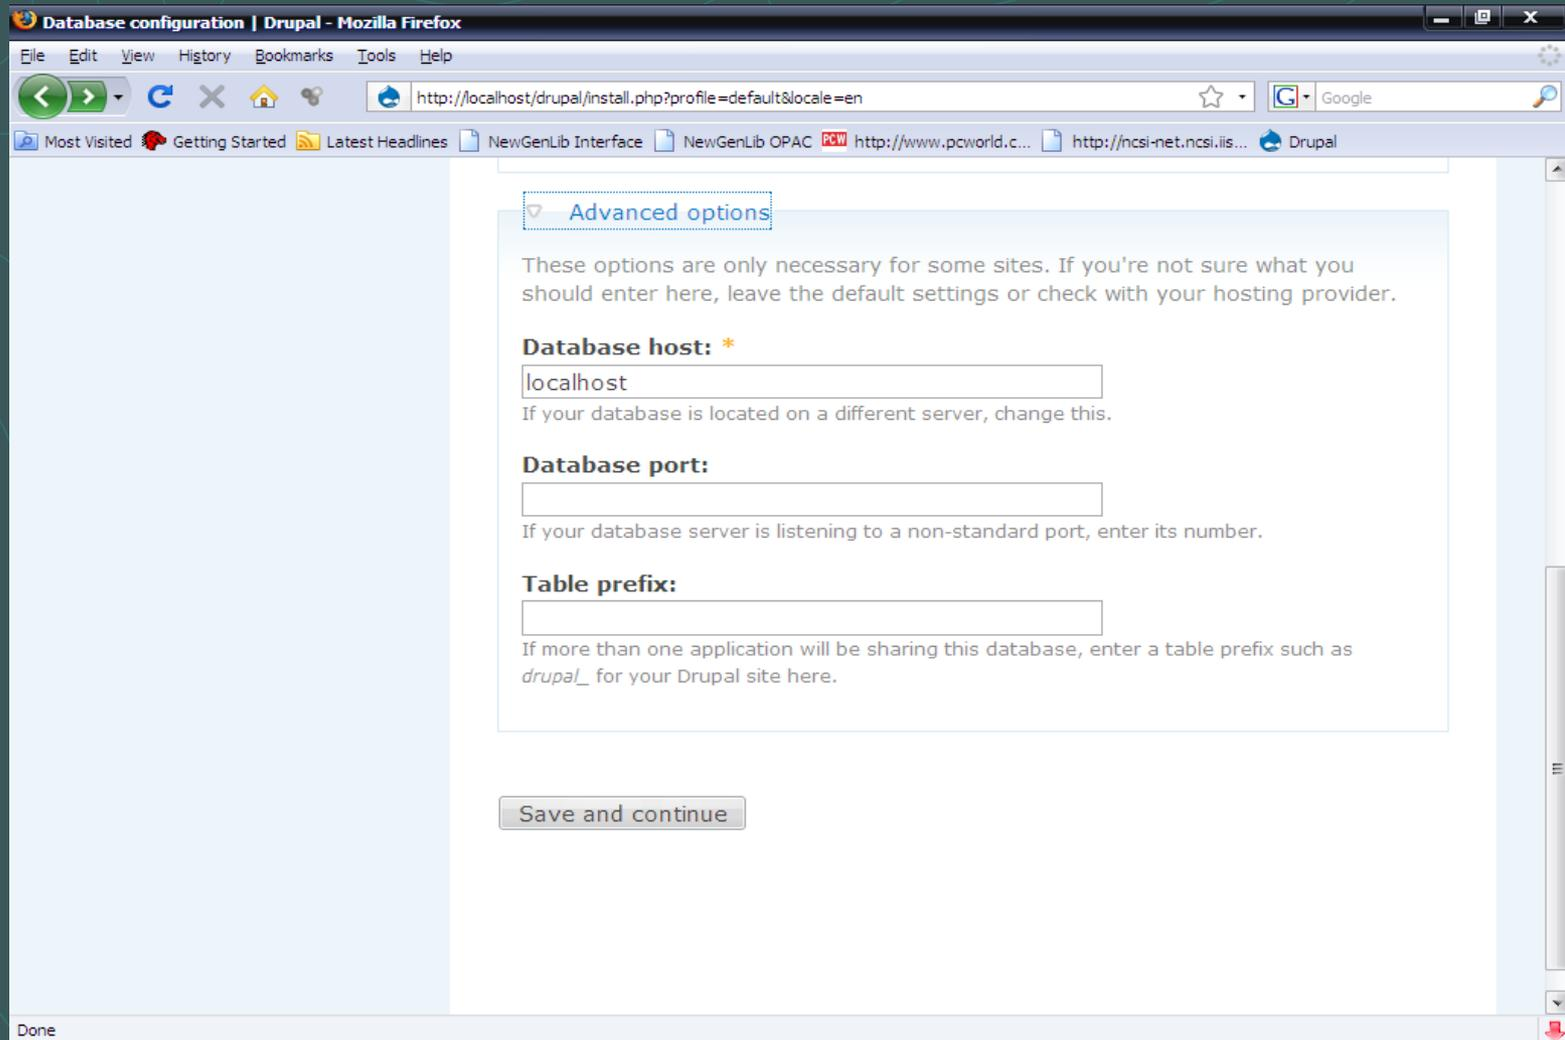 Database configuration | Drupal - Mozilla Firefox
File Edit View History Bookmarks Tools Help
http://localhost/drupal/install.php?profile=default&locale=en
G Google
Most Visited Getting Started Latest Headlines NewGenLib Interface NewGenLib OPAC PCW http://www.pcworld.c... http://ncsi-net.ncsi.iis... Drupal
Advanced options
These options are only necessary for some sites. If you're not sure what you
should enter here, leave the default settings or check with your hosting provider.
Database host: *
localhost
If your database is located on a different server, change this.
Database port:
If your database server is listening to a non-standard port, enter its number.
Table prefix:
If more than one application will be sharing this database, enter a table prefix such as
drupal_ for your Drupal site here.
Save and continue
Done